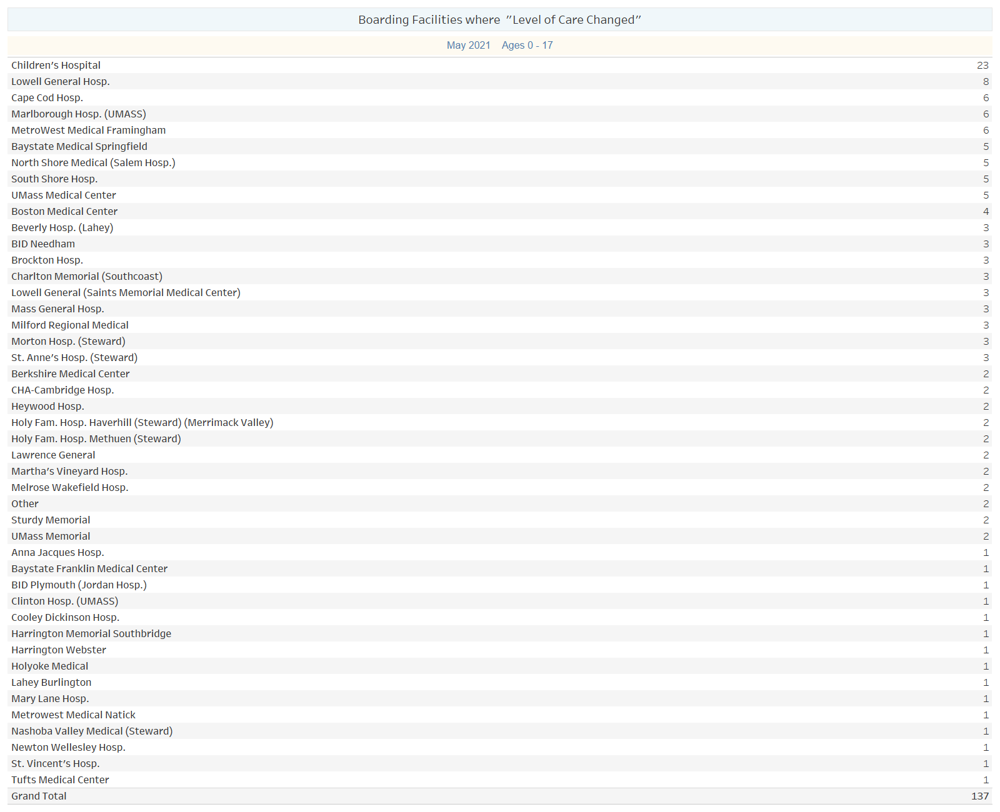 Boarding Facilities where "Level of Care Changed"
May 2021 Ages 0 - 17
Children's Hospital 23
Lowell General Hosp. 8
Cape Cod Hosp. 6
Marlborough Hosp. (UMASS) 6
MetroWest Medical Framingham 6
Baystate Medical Springfield 5
North Shore Medical (Salem Hosp.) 5
South Shore Hosp. 5
UMass Medical Center 5
Boston Medical Center 4
Beverly Hosp. (Lahey) 3
BID Needham 3
Brockton Hosp. 3
Charlton Memorial (Southcoast) 3
Lowell General (Saints Memorial Medical Center) 3
Mass General Hosp. 3
Milford Regional Medical 3
Morton Hosp. (Steward) 3
St. Anne's Hosp. (Steward) 3
Berkshire Medical Center 2
CHA-Cambridge Hosp. 2
Heywood Hosp. 2
Holy Fam. Hosp. Haverhill (Steward) (Merrimack Valley) 2
Holy Fam. Hosp. Methuen (Steward) 2
Lawrence General 2
Martha's Vineyard Hosp. 2
Melrose Wakefield Hosp. 2
Other 2
Sturdy Memorial 2
UMass Memorial 2
Anna Jacques Hosp. 1
Baystate Franklin Medical Center 1
BID Plymouth (Jordan Hosp.) 1
Clinton Hosp. (UMASS) 1
Cooley Dickinson Hosp. 1
Harrington Memorial Southbridge 1
Harrington Webster 1
Holyoke Medical 1
Lahey Burlington 1
Mary Lane Hosp. 1
Metrowest Medical Natick 1
Nashoba Valley Medical (Steward) 1
Newton Wellesley Hosp. 1
St. Vincent's Hosp. 1
Tufts Medical Center 1
Grand Total 137